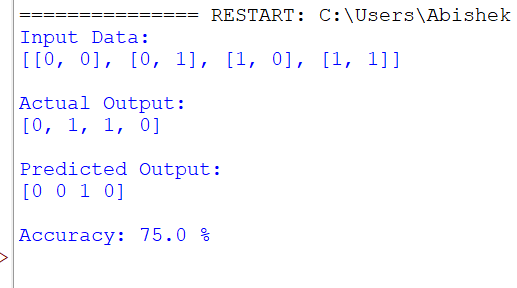 =============== RESTART: C:\Users\Abishek
Input Data:
[[0, 0], [0, 1], [1, 0], [1, 1]]
Actual Output:
[0, 1, 1, 0]
Predicted Output:
[0 0 1 0]
Accuracy: 75.0 %
>